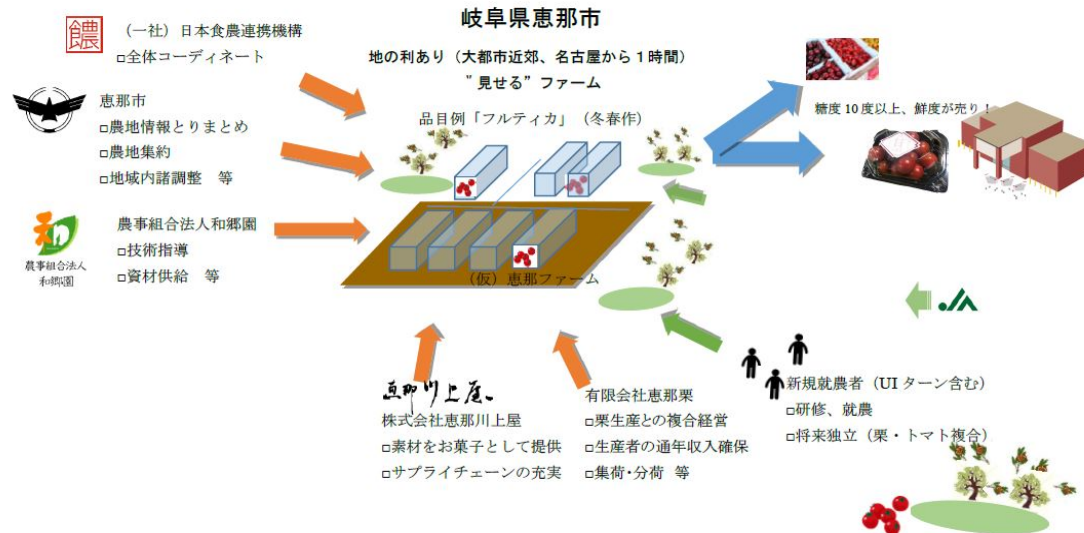 岐阜県恵那市
地の利あり（大都市近郊、名古屋から１時間）
”見せる”ファーム
品目例「フルティカ」（冬春作）
農
（一社）日本食農連携機構
□全体コーディネート
恵那市
□農地情報とりまとめ
□農地集約
□地域内諸調整　等
和
農事組合法人
和郷園
農事組合法人和郷園
□技術指導
□資材供給　等
（仮）恵那ファーム
糖度 10 度以上、鮮度が売り！
JA
恵那川上屋
株式会社恵那川上屋
□素材をお菓子として提供
□サプライチェーンの充実
有限会社恵那栗
□栗生産との複合経営
□生産者の通年収入確保
□集荷・分荷　等
新規就農者（UI ターン含む）
□研修、就農
□将来独立（栗・トマト複合）